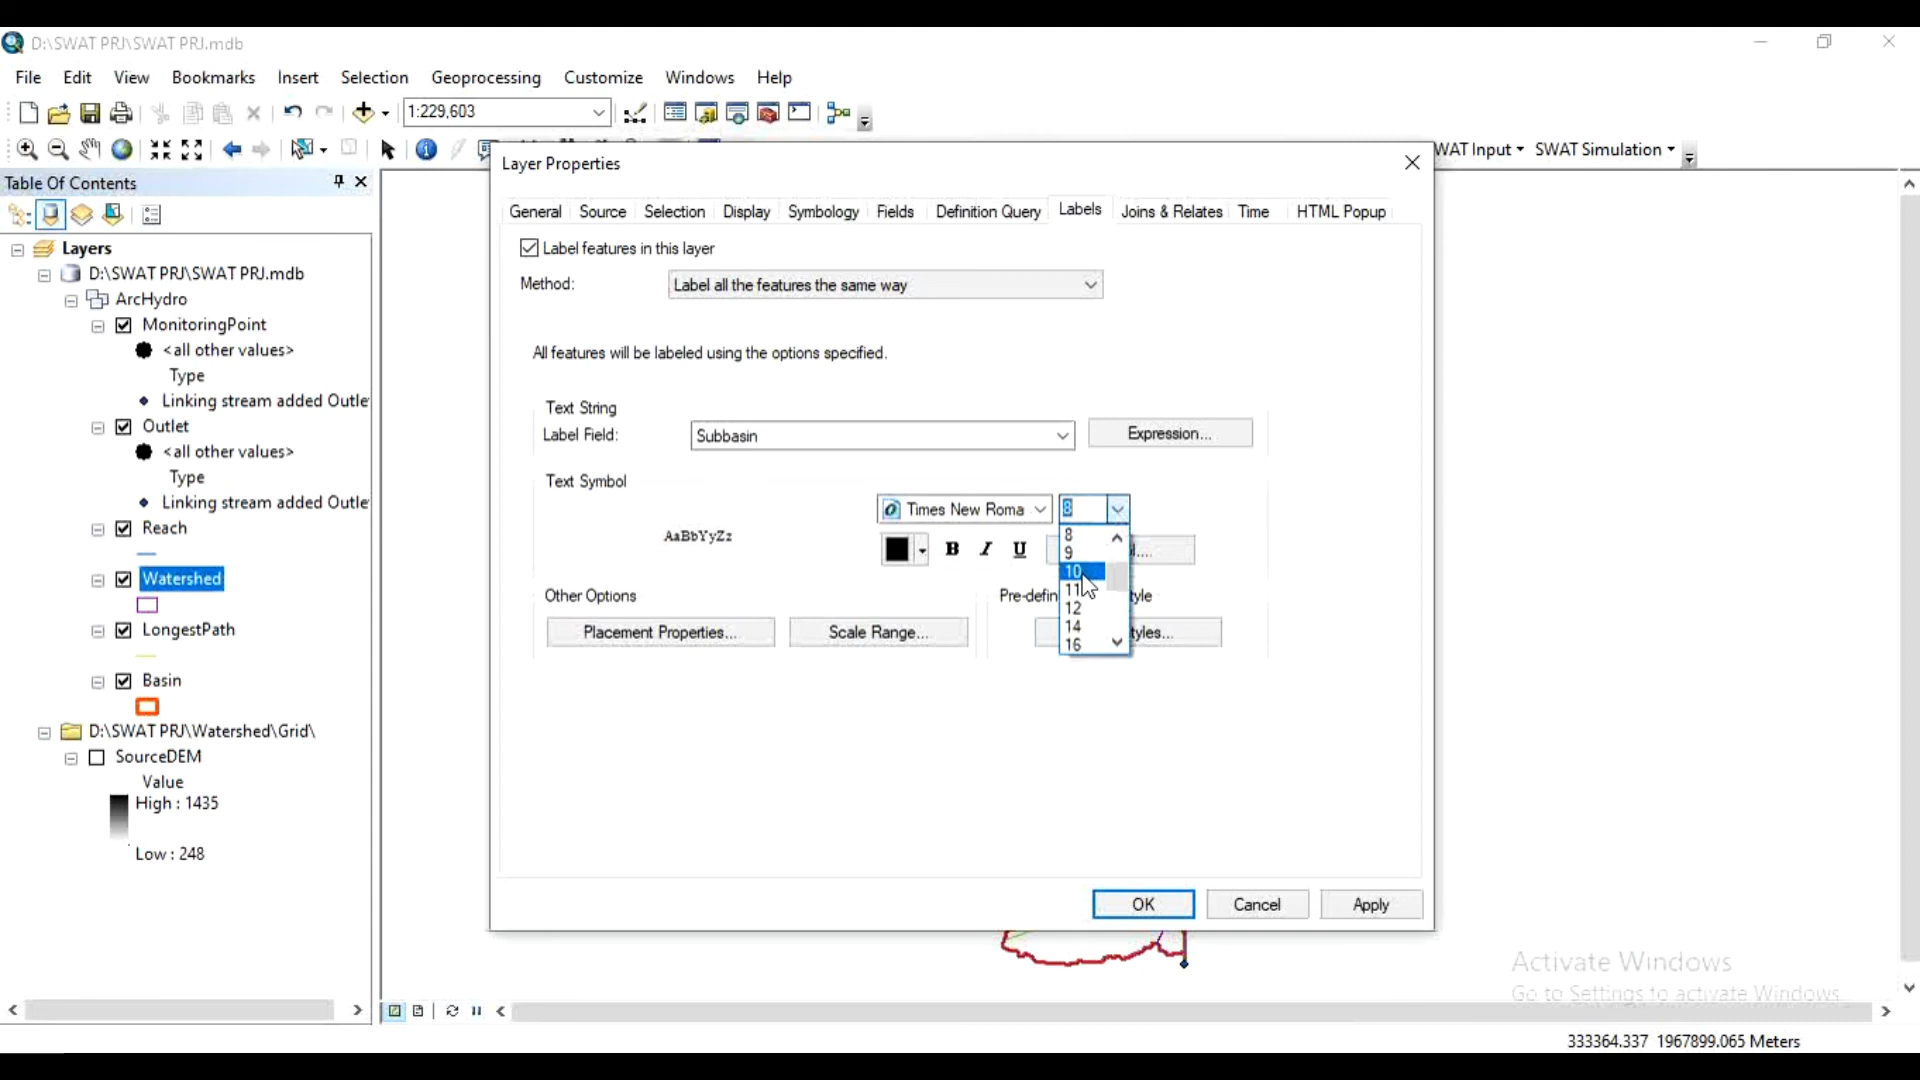 D:\SWAT PRJ\SWAT PRJ.mdb
File Edit View Bookmarks Insert Selection Geoprocessing Customize Windows Help
1:229,603
WAT Input SWAT Simulation
Table Of Contents
Layers
D:\SWAT PRJ\SWAT PRJ.mdb
ArcHydro
MonitoringPoint
<all other values>
Type
Linking stream added Outle
Outlet
<all other values>
Type
Linking stream added Outle
Reach
Watershed
LongestPath
Basin
D:\SWAT PRJ\Watershed\Grid\
SourceDEM
Value
High : 1435
Low : 248
Layer Properties
General Source Selection Display Symbology Fields Definition Query Labels Joins & Relates Time HTML Popup
Label features in this layer
Method: Label all the features the same way
All features will be labeled using the options specified.
Text String
Label Field: Subbasin Expression...
Text Symbol
AaBbYyZz
Times New Roma 8
B I U
8
9
10
11
12
14
16
Other Options
Placement Properties... Scale Range...
Pre-defin yle
tyles...
OK Cancel Apply
Activate Windows
Go to Settings to activate Windows.
333364.337 1967899.065 Meters